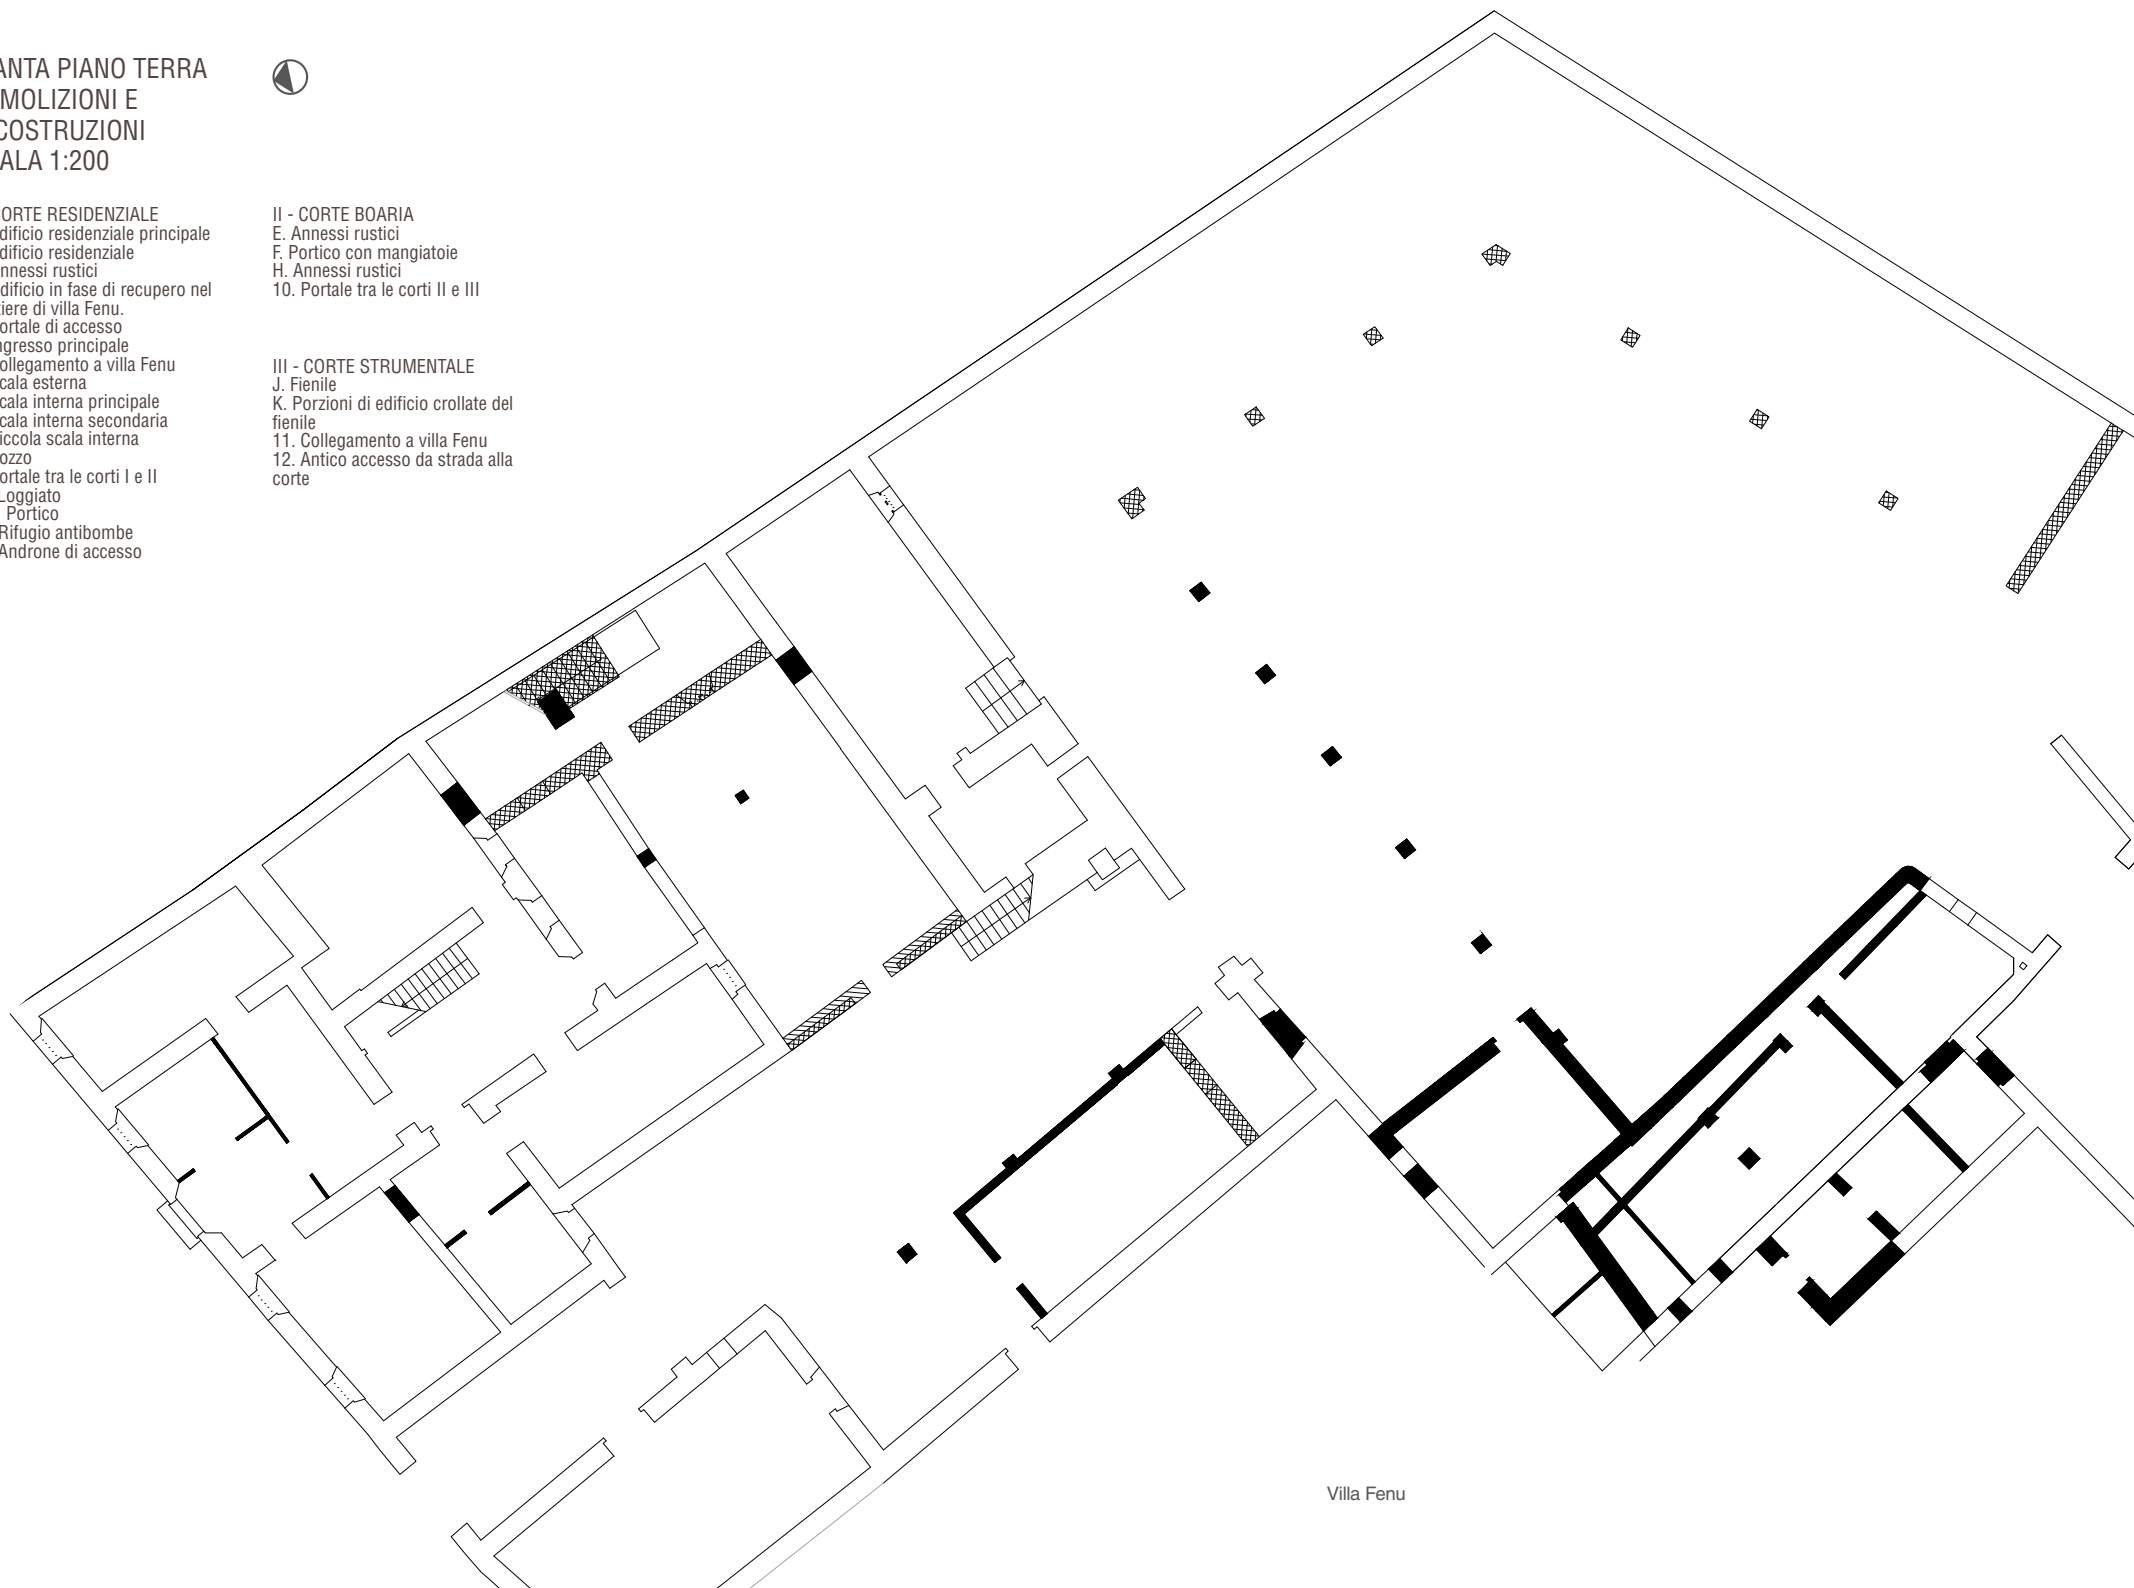 ANTA PIANO TERRA
MOLIZIONI E
COSTRUZIONI
ALA 1:200
ORTE RESIDENZIALE
dificio residenziale principale
dificio residenziale
nnessi rustici
dificio in fase di recupero nel
tiere di villa Fenu.
ortale di accesso
ngresso principale
ollegamento a villa Fenu
cala esterna
cala interna principale
cala interna secondaria
iccola scala interna
ozzo
ortale tra le corti I e II
Loggiato
Portico
Rifugio antibombe
Androne di accesso
II - CORTE BOARIA
E. Annessi rustici
F. Portico con mangiatoie
H. Annessi rustici
10. Portale tra le corti II e III
III - CORTE STRUMENTALE
J. Fienile
K. Porzioni di edificio crollate del
fienile
11. Collegamento a villa Fenu
12. Antico accesso da strada alla
corte
Villa Fenu